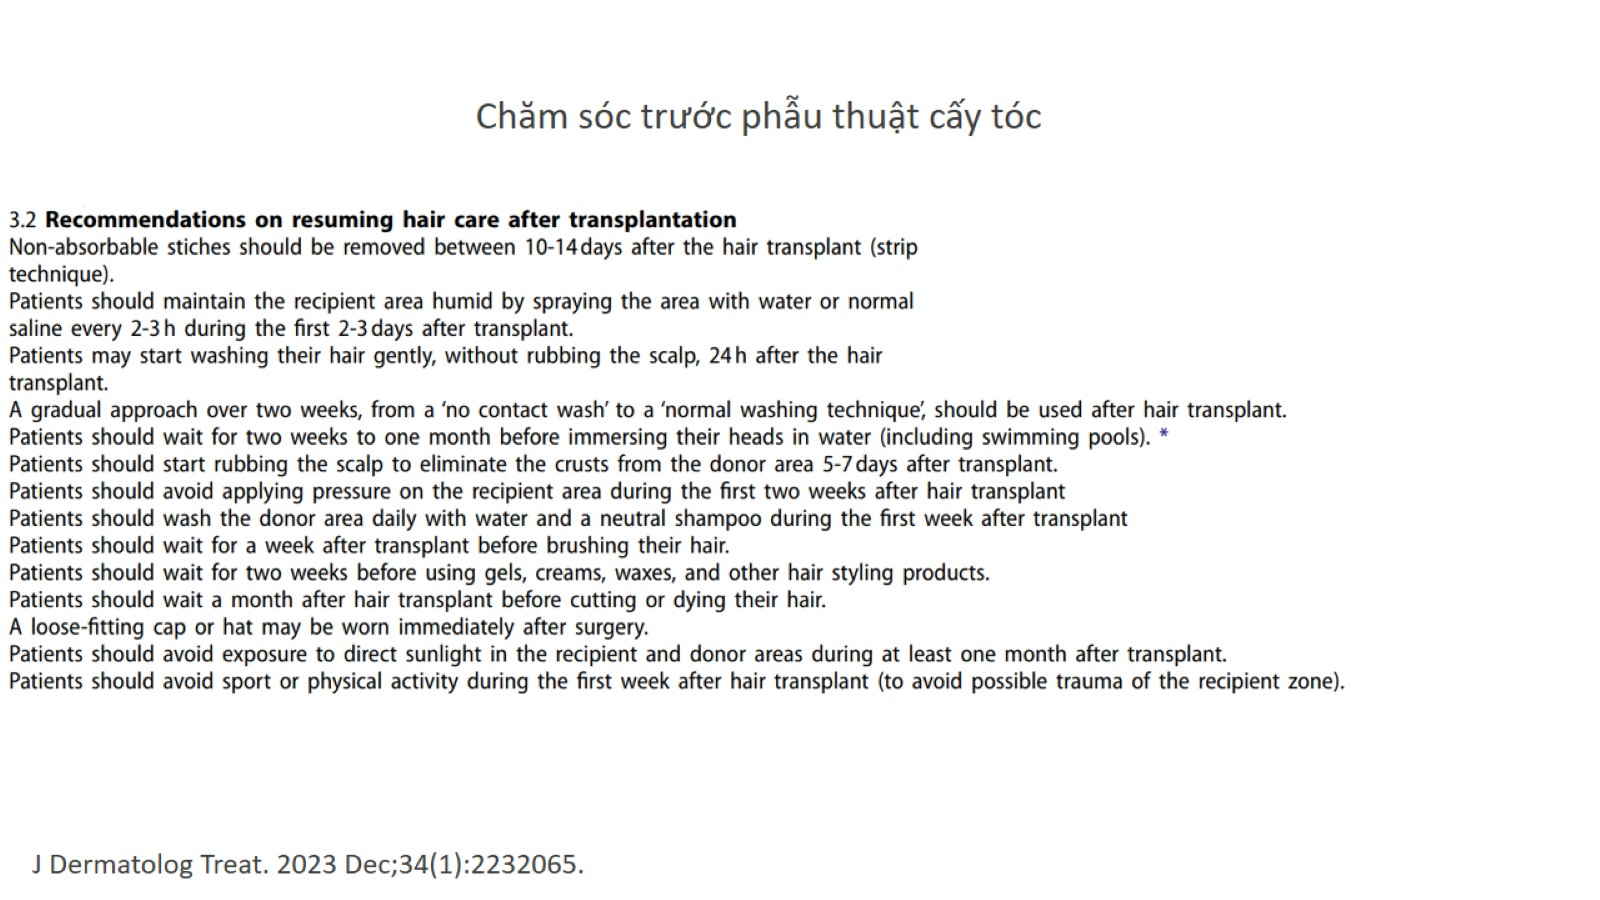 Chăm sóc trước phẫu thuật cấy tóc
3.2 Recommendations on resuming hair care after transplantation
Non-absorbable stiches should be removed between 10-14 days after the hair transplant (strip
technique).
Patients should maintain the recipient area humid by spraying the area with water or normal
saline every 2-3 h during the first 2-3 days after transplant.
Patients may start washing their hair gently, without rubbing the scalp, 24 h after the hair
transplant.
A gradual approach over two weeks, from a ‘no contact wash’ to a ‘normal washing technique’, should be used after hair transplant.
Patients should wait for two weeks to one month before immersing their heads in water (including swimming pools). *
Patients should start rubbing the scalp to eliminate the crusts from the donor area 5-7 days after transplant.
Patients should avoid applying pressure on the recipient area during the first two weeks after hair transplant
Patients should wash the donor area daily with water and a neutral shampoo during the first week after transplant
Patients should wait for a week after transplant before brushing their hair.
Patients should wait for two weeks before using gels, creams, waxes, and other hair styling products.
Patients should wait a month after hair transplant before cutting or dying their hair.
A loose-fitting cap or hat may be worn immediately after surgery.
Patients should avoid exposure to direct sunlight in the recipient and donor areas during at least one month after transplant.
Patients should avoid sport or physical activity during the first week after hair transplant (to avoid possible trauma of the recipient zone).
J Dermatolog Treat. 2023 Dec;34(1):2232065.